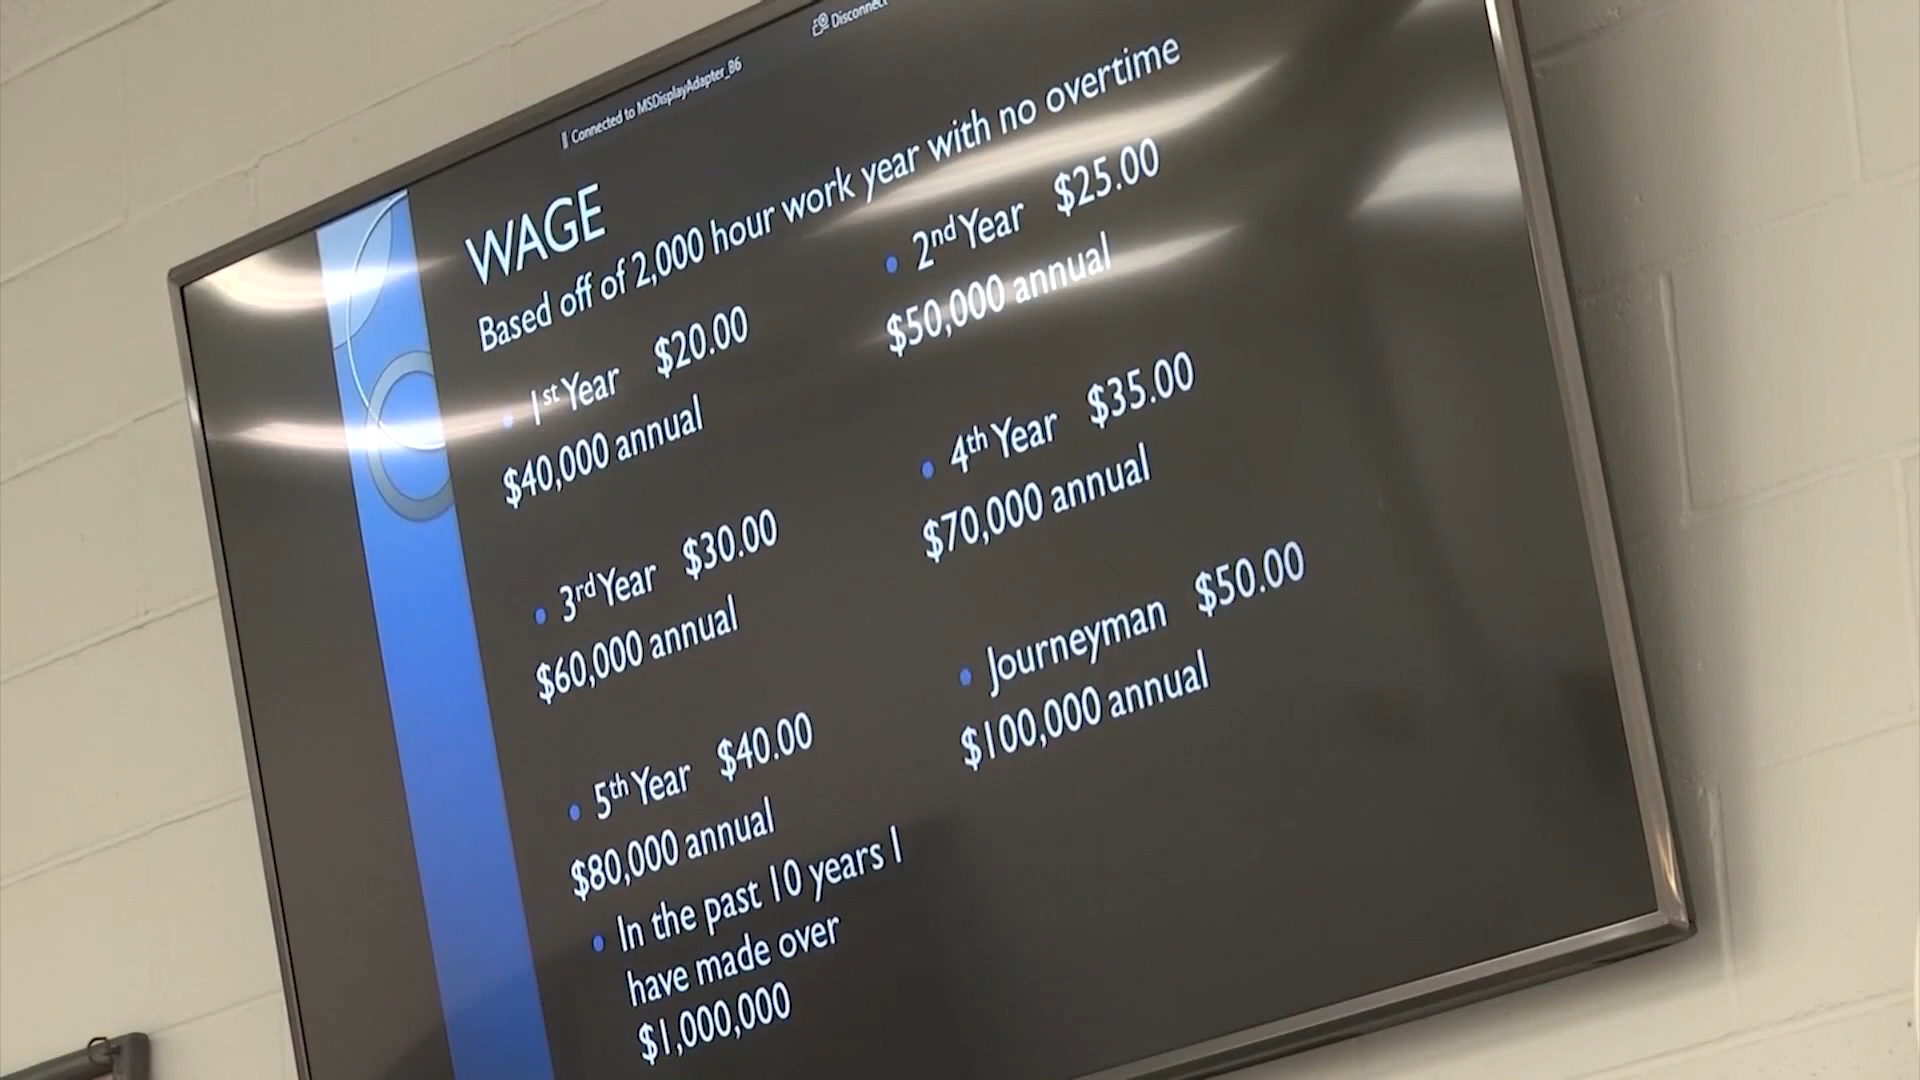 Disconnect
Connected to MSDisplayAdapter_B6
WAGE
Based off of 2,000 hour work year with no overtime
• 1st Year $20.00
$40,000 annual
• 2nd Year $25.00
$50,000 annual
• 3rd Year $30.00
$60,000 annual
• 4th Year $35.00
$70,000 annual
• 5th Year $40.00
$80,000 annual
• Journeyman $50.00
$100,000 annual
• In the past 10 years I
have made over
$1,000,000